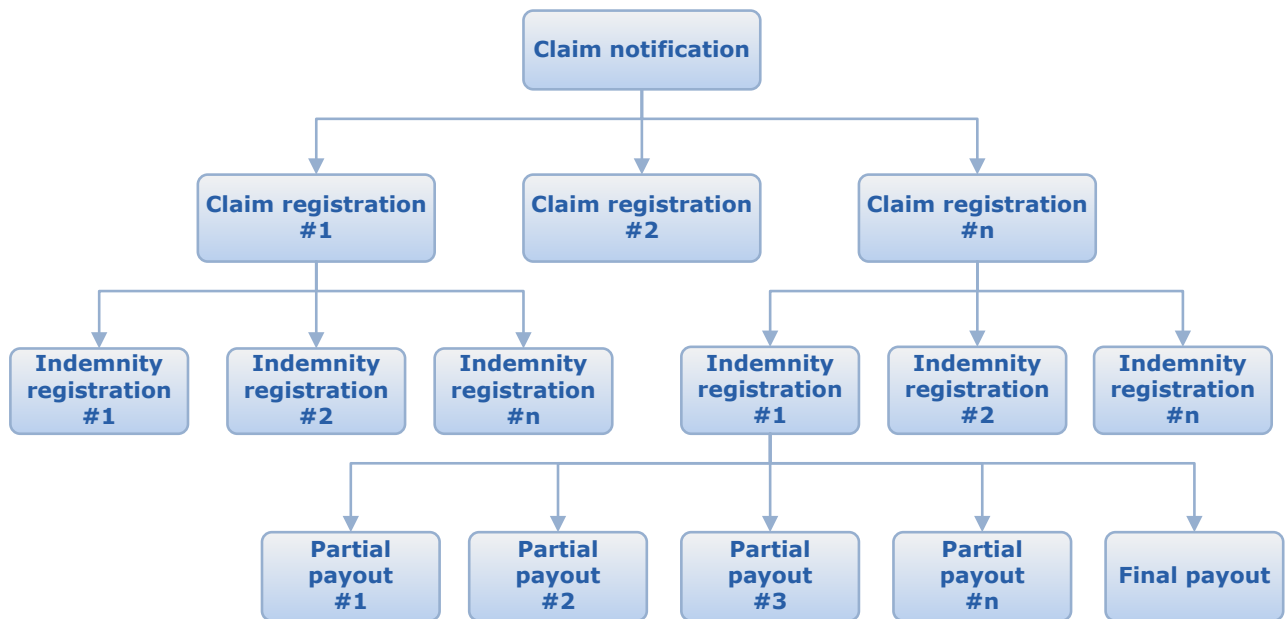 Claim notification
Claim registration
#1
Claim registration
#2
Claim registration
#n
Indemnity
registration
#1
Indemnity
registration
#2
Indemnity
registration
#n
Indemnity
registration
#1
Indemnity
registration
#2
Indemnity
registration
#n
Partial
payout
#1
Partial
payout
#2
Partial
payout
#3
Partial
payout
#n
Final payout